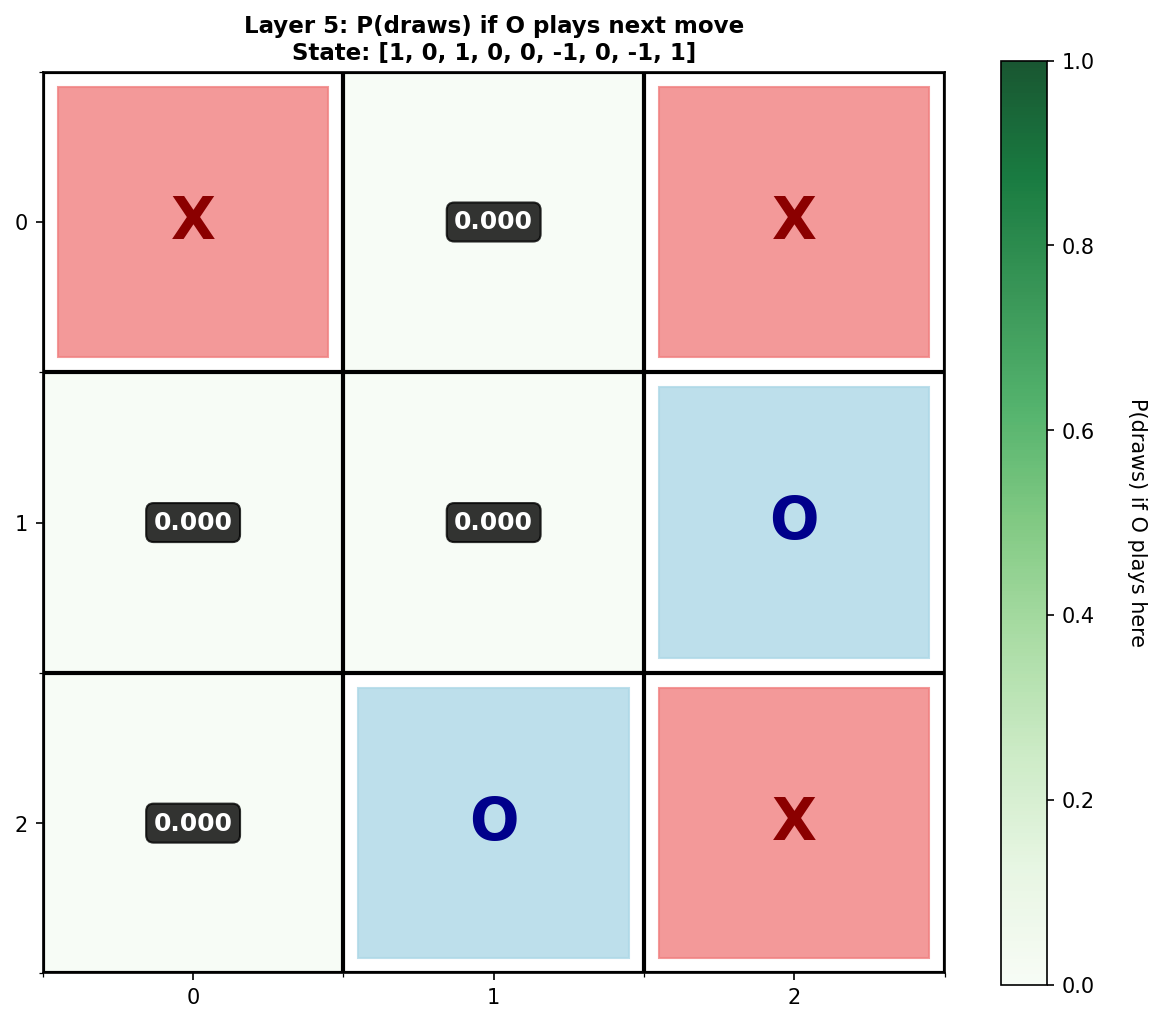 Layer 5: P(draws) if O plays next move
State: [1, 0, 1, 0, 0, -1, 0, -1, 1]
X
0.000
X
0
0.000
0.000
O
1
0.000
O
X
2
0
1
2
1.0
0.8
0.6
0.4
0.2
0.0
P(draws) if O plays here